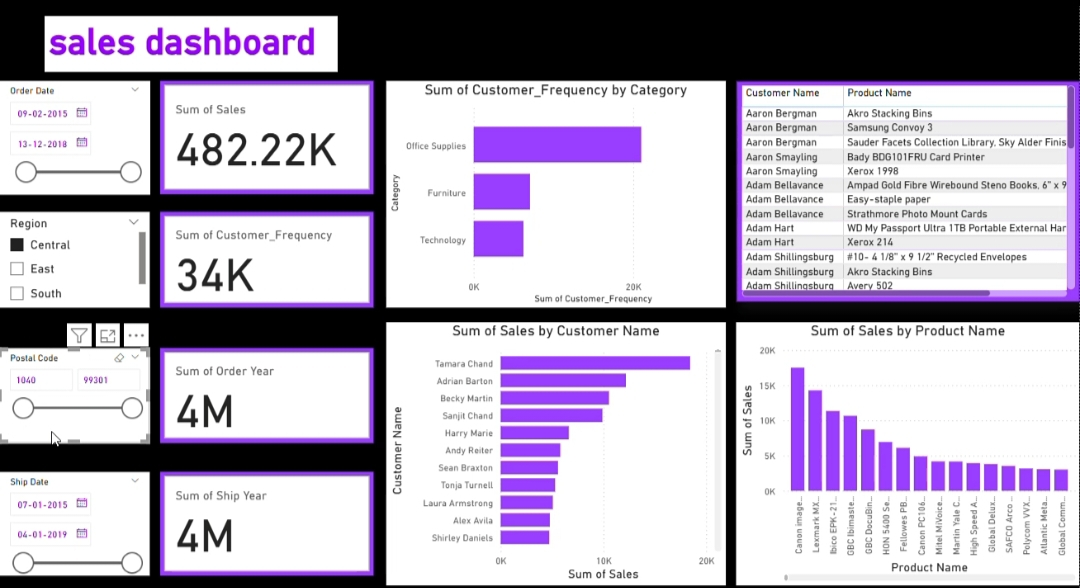 sales dashboard
Order Date
09-02-2015
13-12-2018
Region
Central
East
South
Postal Code
1040 99301
Ship Date
07-01-2015
04-01-2019
Sum of Sales
482.22K
Sum of Customer_Frequency
34K
Sum of Order Year
4M
Sum of Ship Year
4M
Sum of Customer_Frequency by Category
Category
Office Supplies
Furniture
Technology
0K 20K
Sum of Customer_Frequency
Customer Name Product Name
Aaron Bergman Akro Stacking Bins
Aaron Bergman Samsung Convoy 3
Aaron Bergman Sauder Facets Collection Library, Sky Alder Finis
Aaron Smayling Bady BDG101FRU Card Printer
Aaron Smayling Xerox 1998
Adam Bellavance Ampad Gold Fibre Wirebound Steno Books, 6" x 9
Adam Bellavance Easy-staple paper
Adam Bellavance Strathmore Photo Mount Cards
Adam Hart WD My Passport Ultra 1TB Portable External Har
Adam Hart Xerox 214
Adam Shillingsburg #10- 4 1/8" x 9 1/2" Recycled Envelopes
Adam Shillingsburg Akro Stacking Bins
Adam Shillingsburg Avery 502
Sum of Sales by Customer Name
Customer Name
Tamara Chand
Adrian Barton
Becky Martin
Sanjit Chand
Harry Marie
Andy Reiter
Sean Braxton
Tonja Turnell
Laura Armstrong
Alex Avila
Shirley Daniels
0K 10K 20K
Sum of Sales
Sum of Sales by Product Name
Sum of Sales
20K
15K
10K
5K
0K
Canon image...
Lexmark MX...
Ibico EPK-21...
GBC Ibimaste...
GBC DocuBin...
HON 5400 Se...
Fellowes PB...
Canon PC106...
Mitel MiVoice...
Martin Yale C...
High Speed A...
Global Delux...
SAFCO Arco ...
Polycom VVX...
Atlantic Meta...
Global Comm...
Product Name